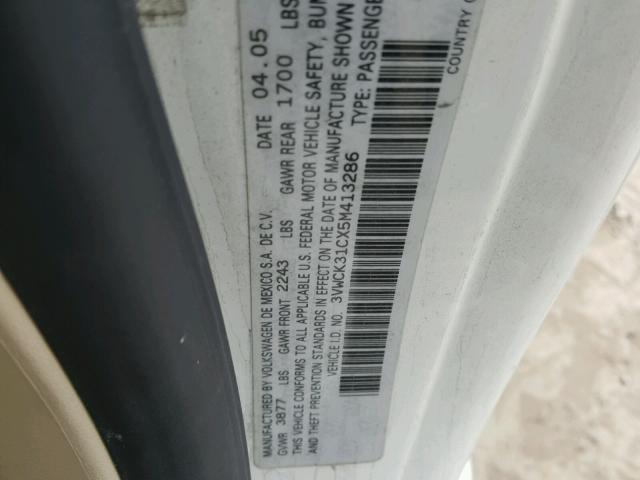 MANUFACTURED BY VOLKSWAGEN DE MEXICO S.A. DE C.V. DATE 04.05
GVWR 3877 LBS GAWR FRONT 2243 LBS GAWR REAR 1700 LBS
THIS VEHICLE CONFORMS TO ALL APPLICABLE U.S. FEDERAL MOTOR VEHICLE SAFETY, BUM
AND THEFT PREVENTION STANDARDS IN EFFECT ON THE DATE OF MANUFACTURE SHOWN
VEHICLE I.D. NO. 3VWCK31CX5M413286 TYPE: PASSENGE
COUNTRY